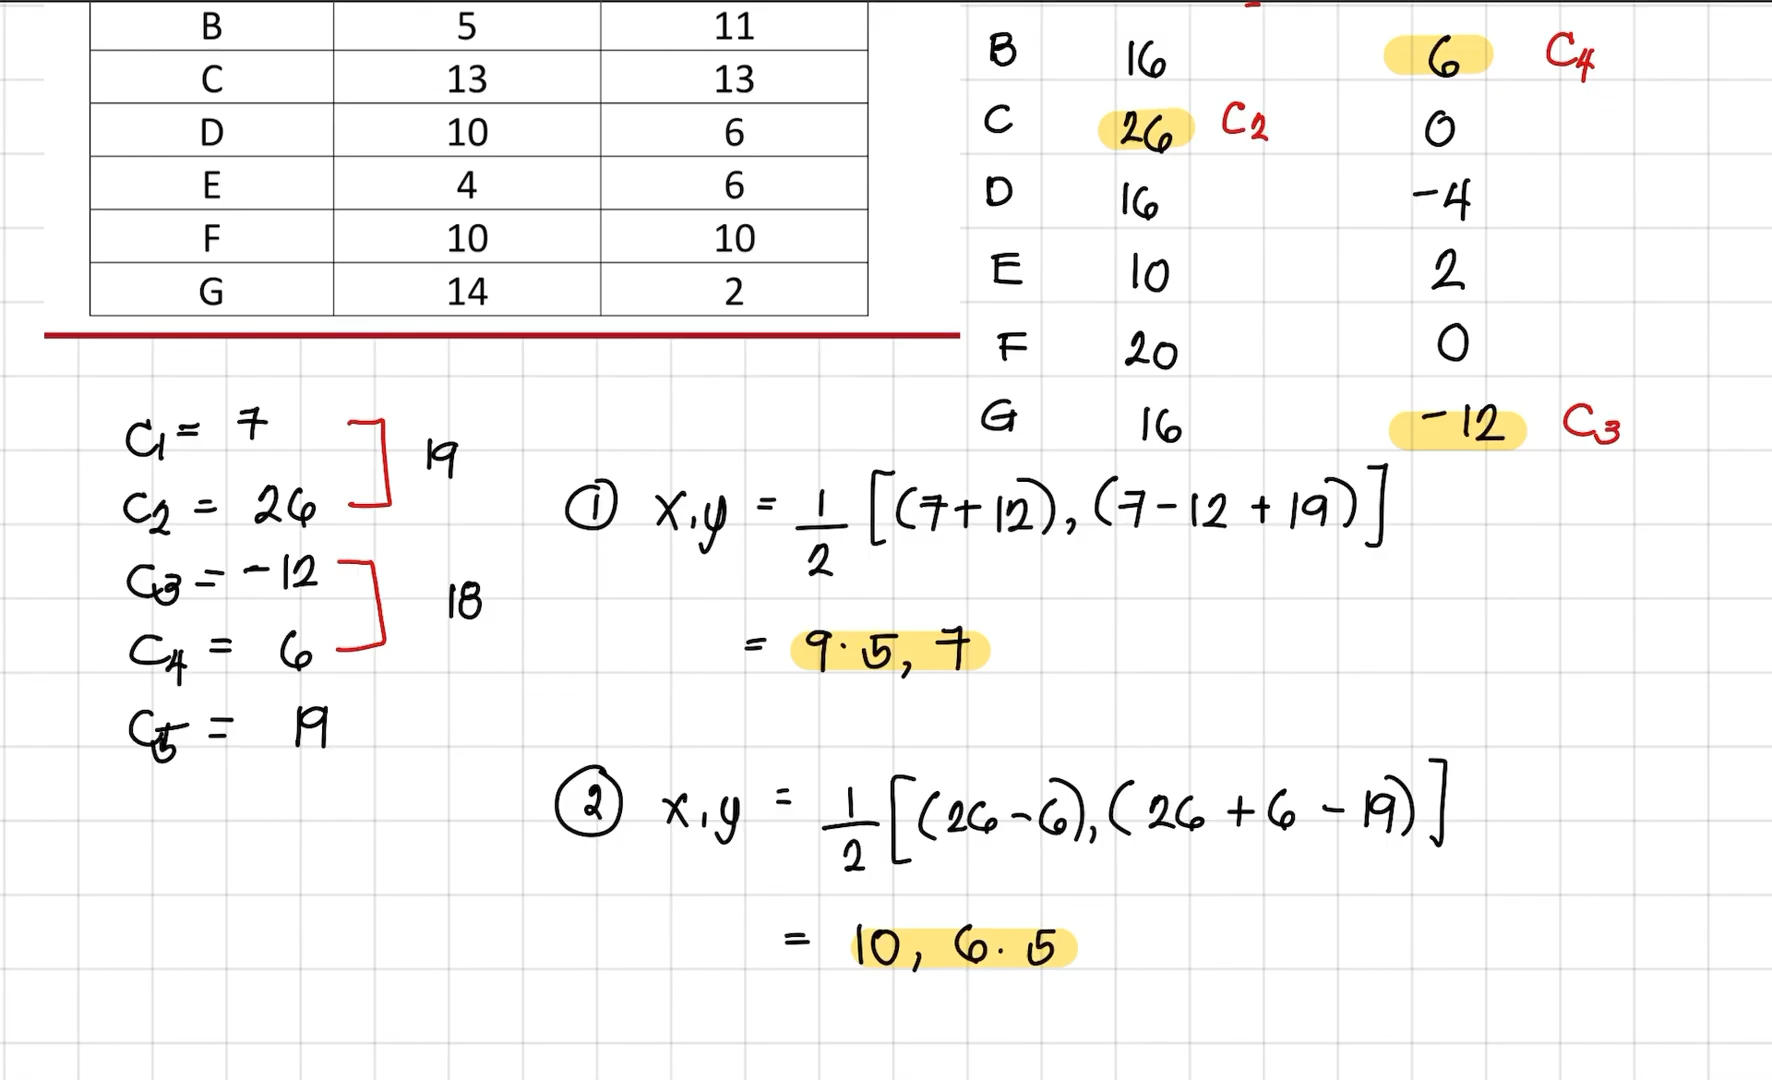 B 5 11
C 13 13
D 10 6
E 4 6
F 10 10
G 14 2
B 16 6 C4
C 26 C2 0
D 16 -4
E 10 2
F 20 0
G 16 -12 C3
C1 = 7
C2 = 26
19
C3 = -12
C4 = 6
18
C5 = 19
① x,y = 1/2 [(7+12), (7-12+19)]
= 9.5, 7
② x,y = 1/2 [(26-6), (26+6-19)]
= 10, 6.5